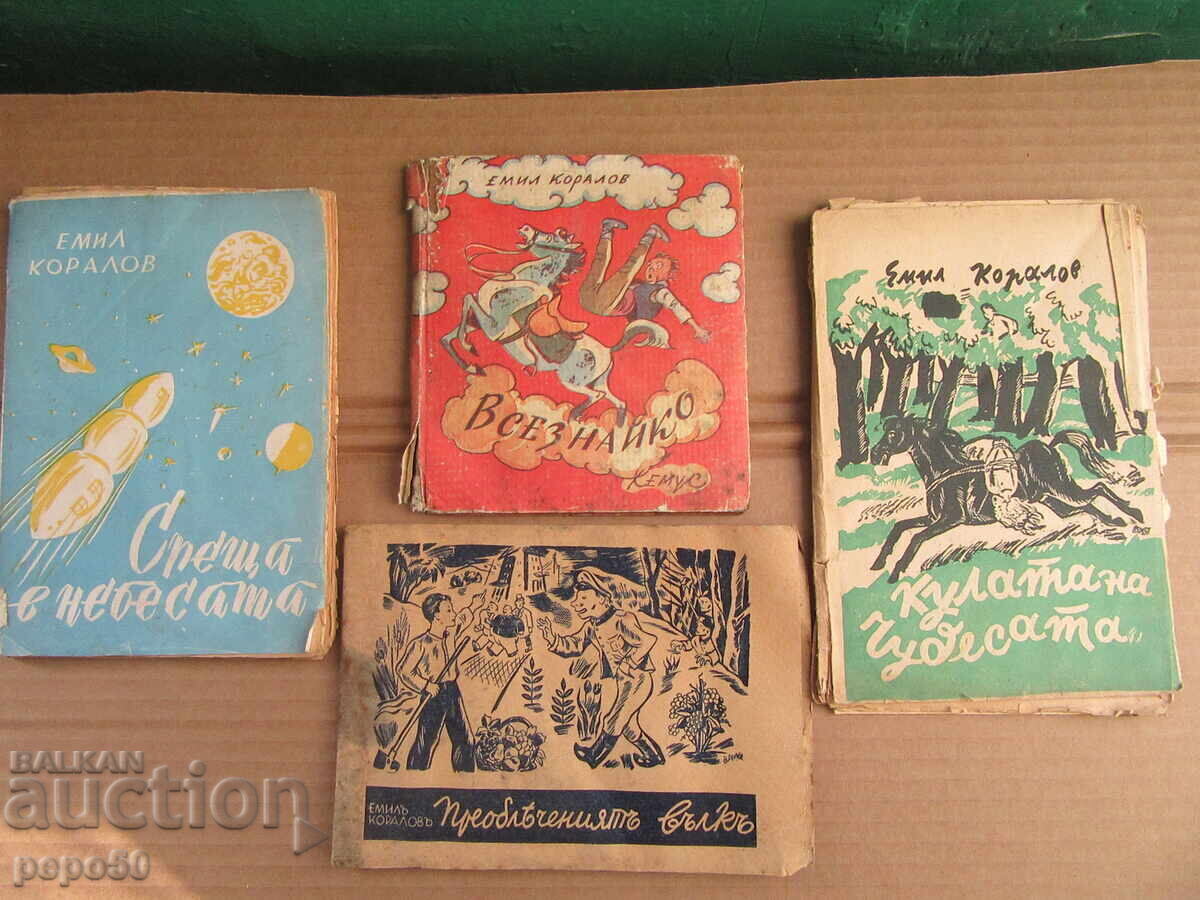 ЕМИЛ
КОРАЛОВ
Среща
в небесата
ЕМИЛ КОРАЛОВ
ВСЕЗНАЙКО
КЕМУС
Емил Коралов
кулата на
чудесата
ЕМИЛЪ
КОРАЛОВЪ
Преоблѣчениятъ вълкъ
BALKAN
auction
pepo50